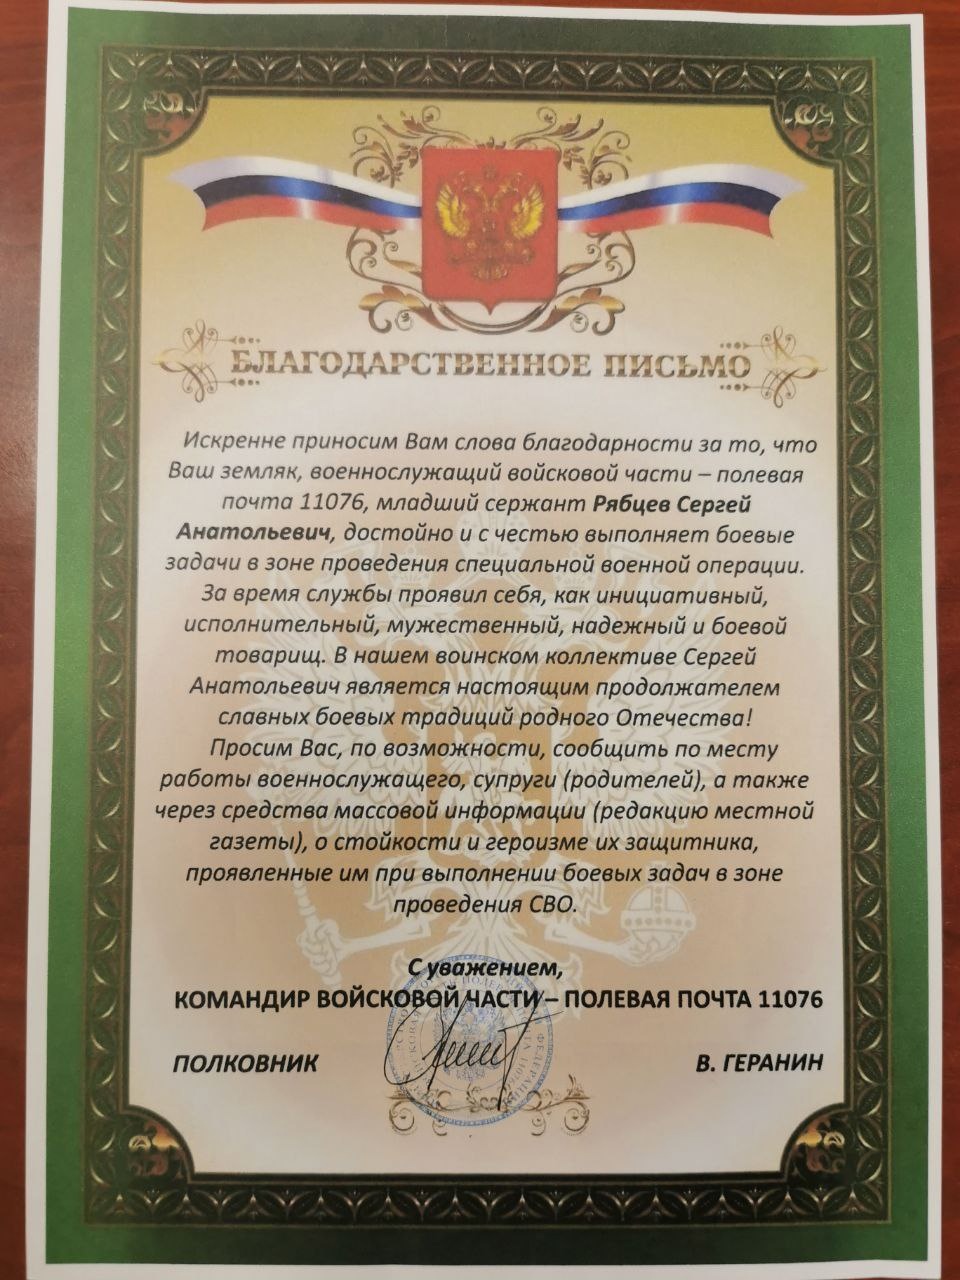 БЛАГОДАРСТВЕННОЕ ПИСЬМО
Искренне приносим Вам слова благодарности за то, что
Ваш земляк, военнослужащий войсковой части – полевая
почта 11076, младший сержант Рябцев Сергей
Анатольевич, достойно и с честью выполняет боевые
задачи в зоне проведения специальной военной операции.
За время службы проявил себя, как инициативный,
исполнительный, мужественный, надежный и боевой
товарищ. В нашем воинском коллективе Сергей
Анатольевич является настоящим продолжателем
славных боевых традиций родного Отечества!
Просим Вас, по возможности, сообщить по месту
работы военнослужащего, супруги (родителей), а также
через средства массовой информации (редакцию местной
газеты), о стойкости и героизме их защитника,
проявленные им при выполнении боевых задач в зоне
проведения СВО.
С уважением,
КОМАНДИР ВОЙСКОВОЙ ЧАСТИ – ПОЛЕВАЯ ПОЧТА 11076
ПОЛКОВНИК В. ГЕРАНИН